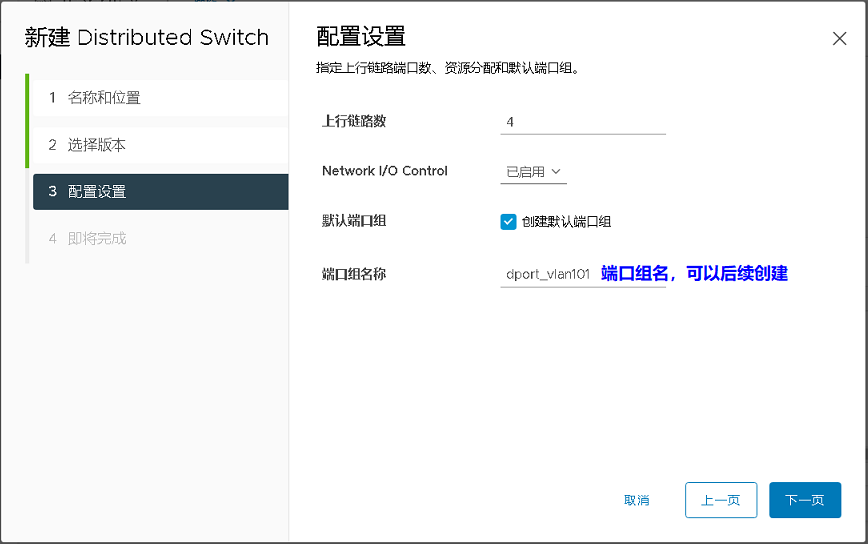 新建 Distributed Switch
1 名称和位置
2 选择版本
3 配置设置
4 即将完成
配置设置
指定上行链路端口数、资源分配和默认端口组。
上行链路数 4
Network I/O Control 已启用
默认端口组 创建默认端口组
端口组名称 dport_vlan101 端口组名，可以后续创建
取消 上一页 下一页